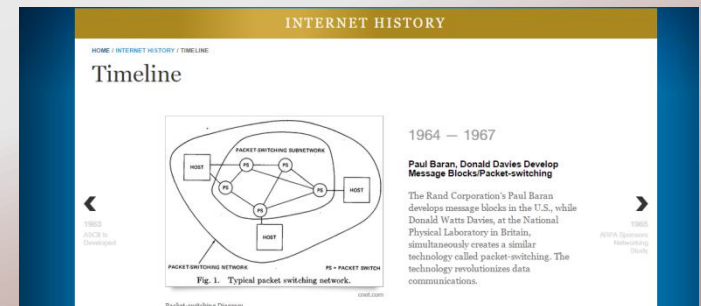 INTERNET HISTORY
HOME / INTERNET HISTORY / TIMELINE
Timeline
PACKET-SWITCHING SUBNETWORK
HOST
PS
PS
PS
PS
PS
HOST
HOST
PACKET-SWITCHING NETWORK
PS = PACKET SWITCH
Fig. 1. Typical packet switching network.
cnet.com
Packet-switching Diagram
1964 — 1967
Paul Baran, Donald Davies Develop
Message Blocks/Packet-switching
The Rand Corporation's Paul Baran
develops message blocks in the U.S., while
Donald Watts Davies, at the National
Physical Laboratory in Britain,
simultaneously creates a similar
technology called packet-switching. The
technology revolutionizes data
communications.
1963
ASCII is
Developed
1965
ARPA Sponsors
Networking
Study